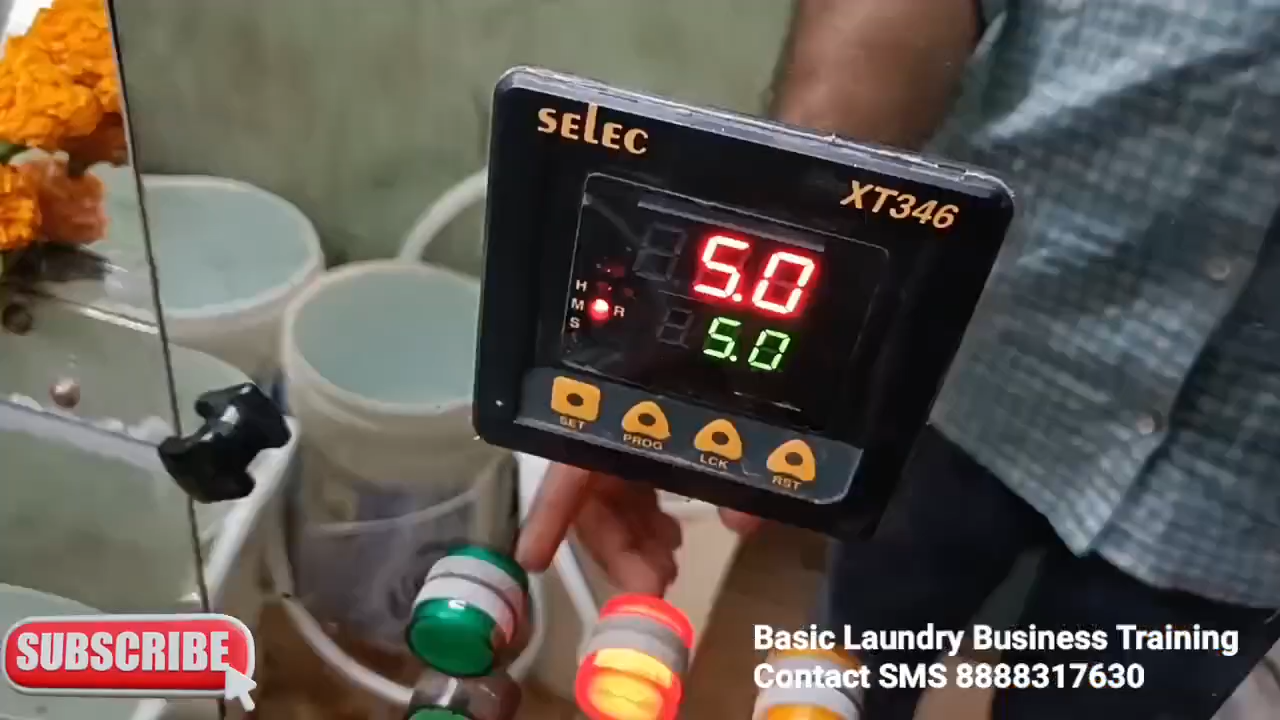 selec
XT346
5.0
H
M R
S
5.0
SET PROG LCK RST
SUBSCRIBE
Basic Laundry Business Training
Contact SMS 8888317630